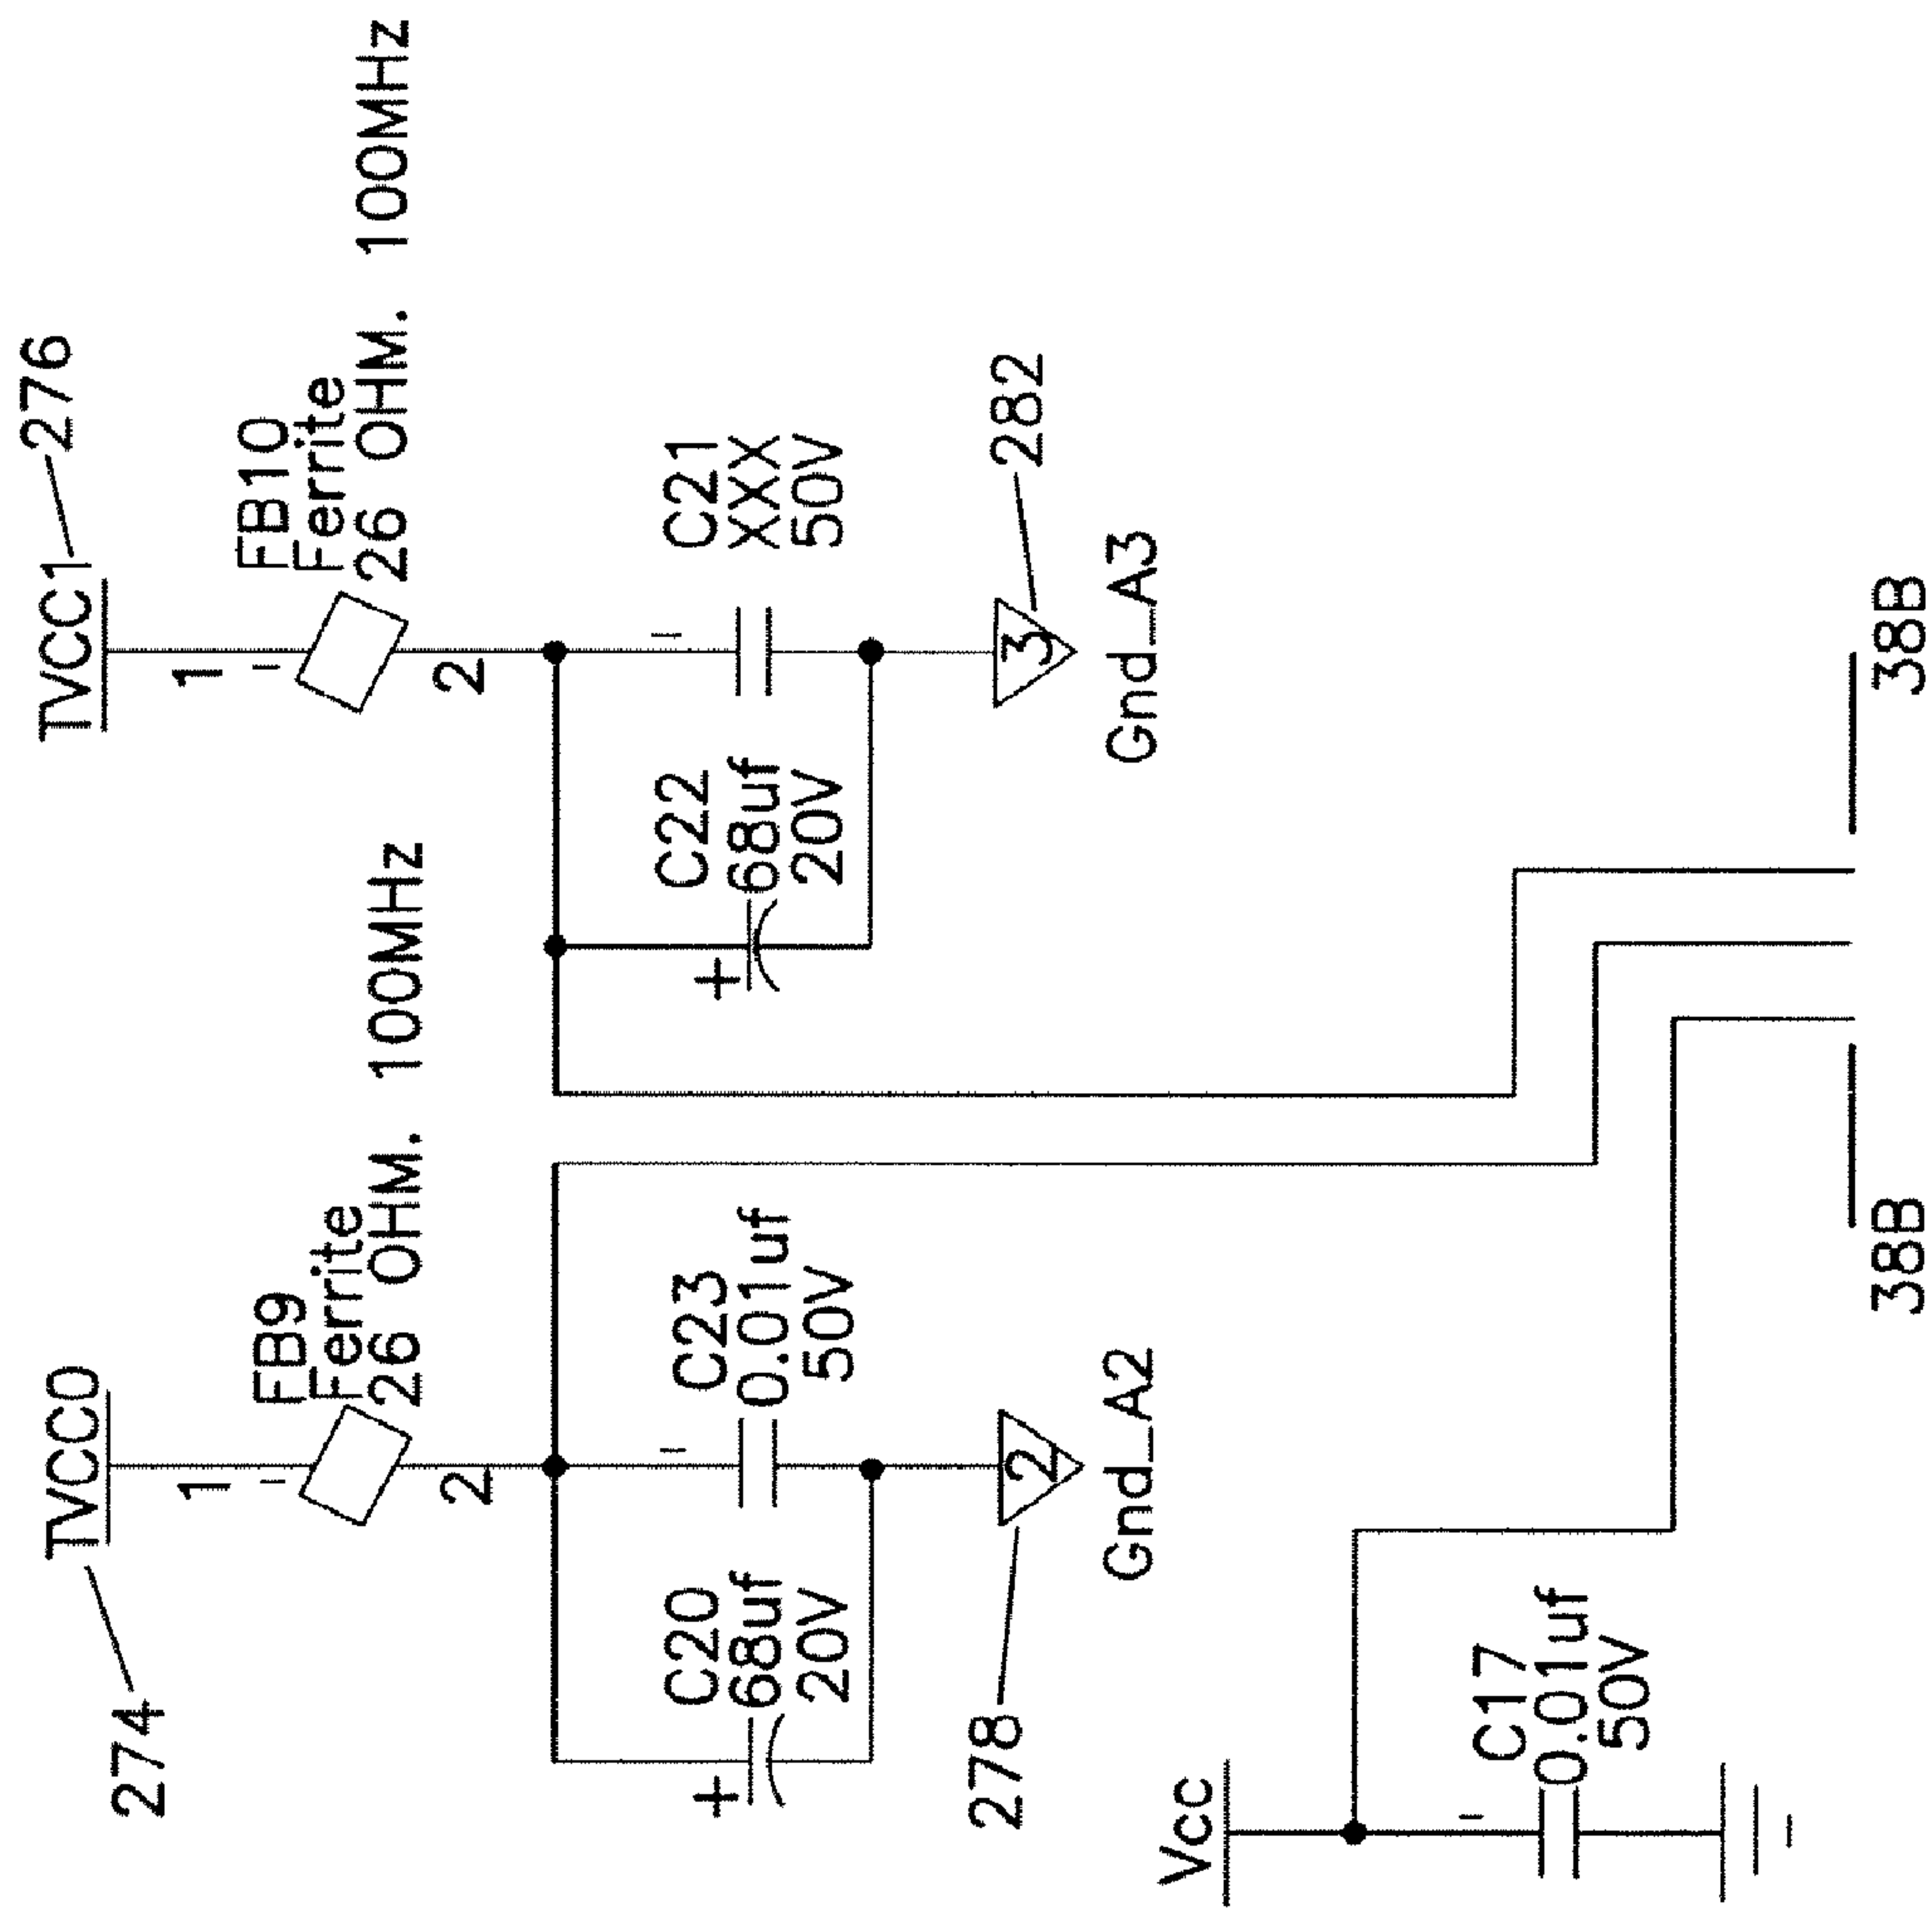 TVCC0
274
1
FB9
Ferrite
26 OHM. 100MHz
2
C20
68uf
20V
+
C23
0.01uf
50V
278
2
Gnd_A2
TVCC1
276
1
FB10
Ferrite
26 OHM. 100MHz
2
C22
68uf
20V
+
C21
XXX
50V
3
282
Gnd_A3
Vcc
C17
0.01uf
50V
38B
38B